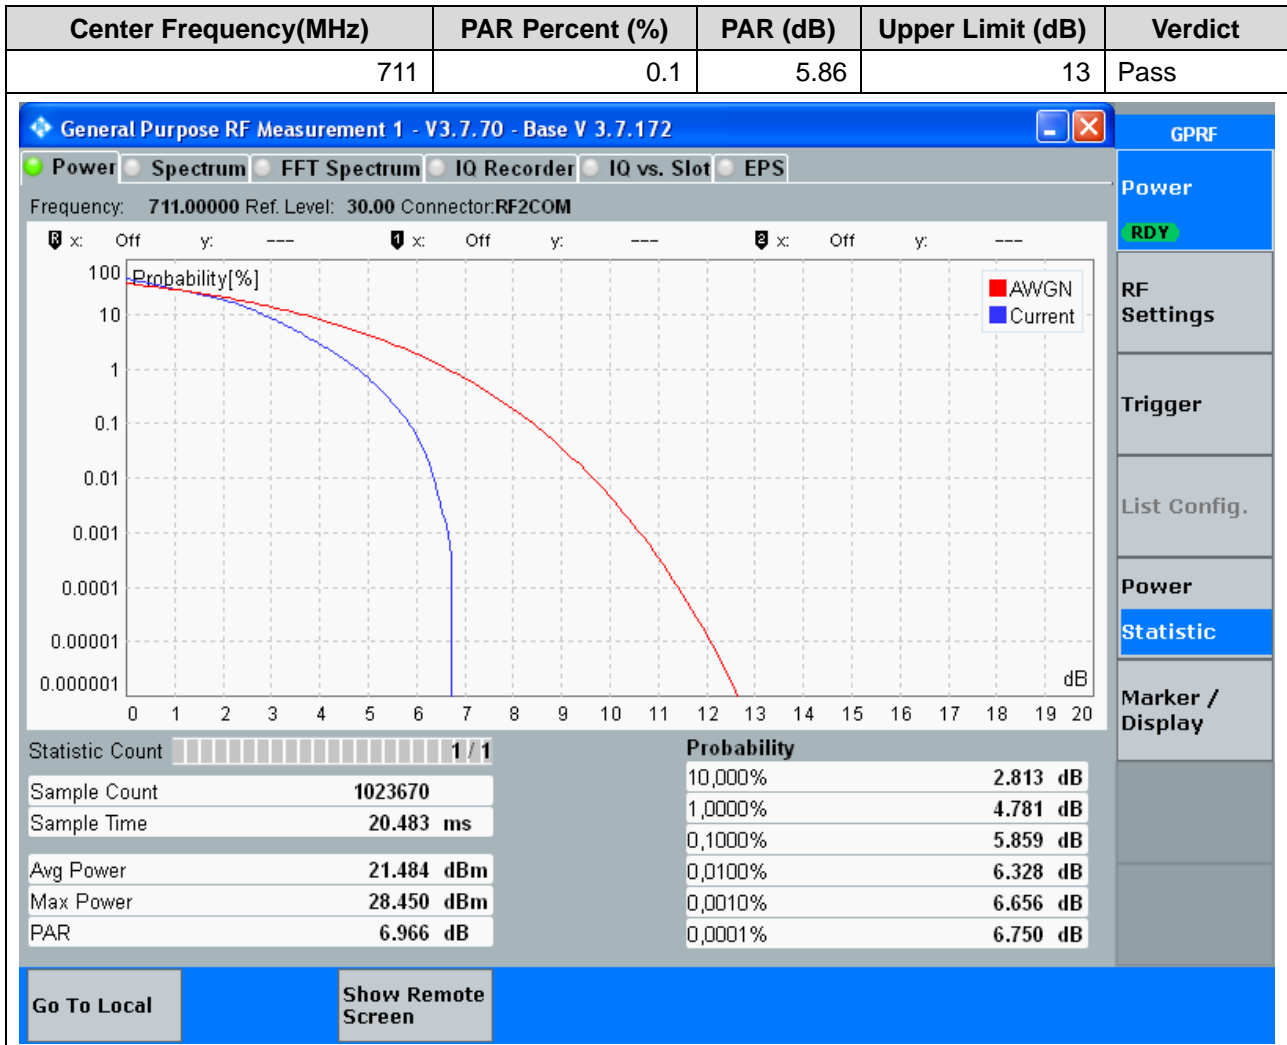 Center Frequency(MHz) PAR Percent (%) PAR (dB) Upper Limit (dB) Verdict
711 0.1 5.86 13 Pass
General Purpose RF Measurement 1 - V3.7.70 - Base V 3.7.172
GPRF
Power Spectrum FFT Spectrum IQ Recorder IQ vs. Slot EPS
Power
RDY
Frequency: 711.00000 Ref. Level: 30.00 Connector:RF2COM
R x: Off y: --- 1 x: Off y: --- 2 x: Off y: ---
Probability[%]
AWGN
Current
100
10
1
0.1
0.01
0.001
0.0001
0.00001
0.000001
dB
0 1 2 3 4 5 6 7 8 9 10 11 12 13 14 15 16 17 18 19 20
RF
Settings
Trigger
List Config.
Power
Statistic
Marker /
Display
Statistic Count 1 / 1
Sample Count 1023670
Sample Time 20.483 ms
Avg Power 21.484 dBm
Max Power 28.450 dBm
PAR 6.966 dB
Probability
10,000% 2.813 dB
1,0000% 4.781 dB
0,1000% 5.859 dB
0,0100% 6.328 dB
0,0010% 6.656 dB
0,0001% 6.750 dB
Go To Local
Show Remote
Screen